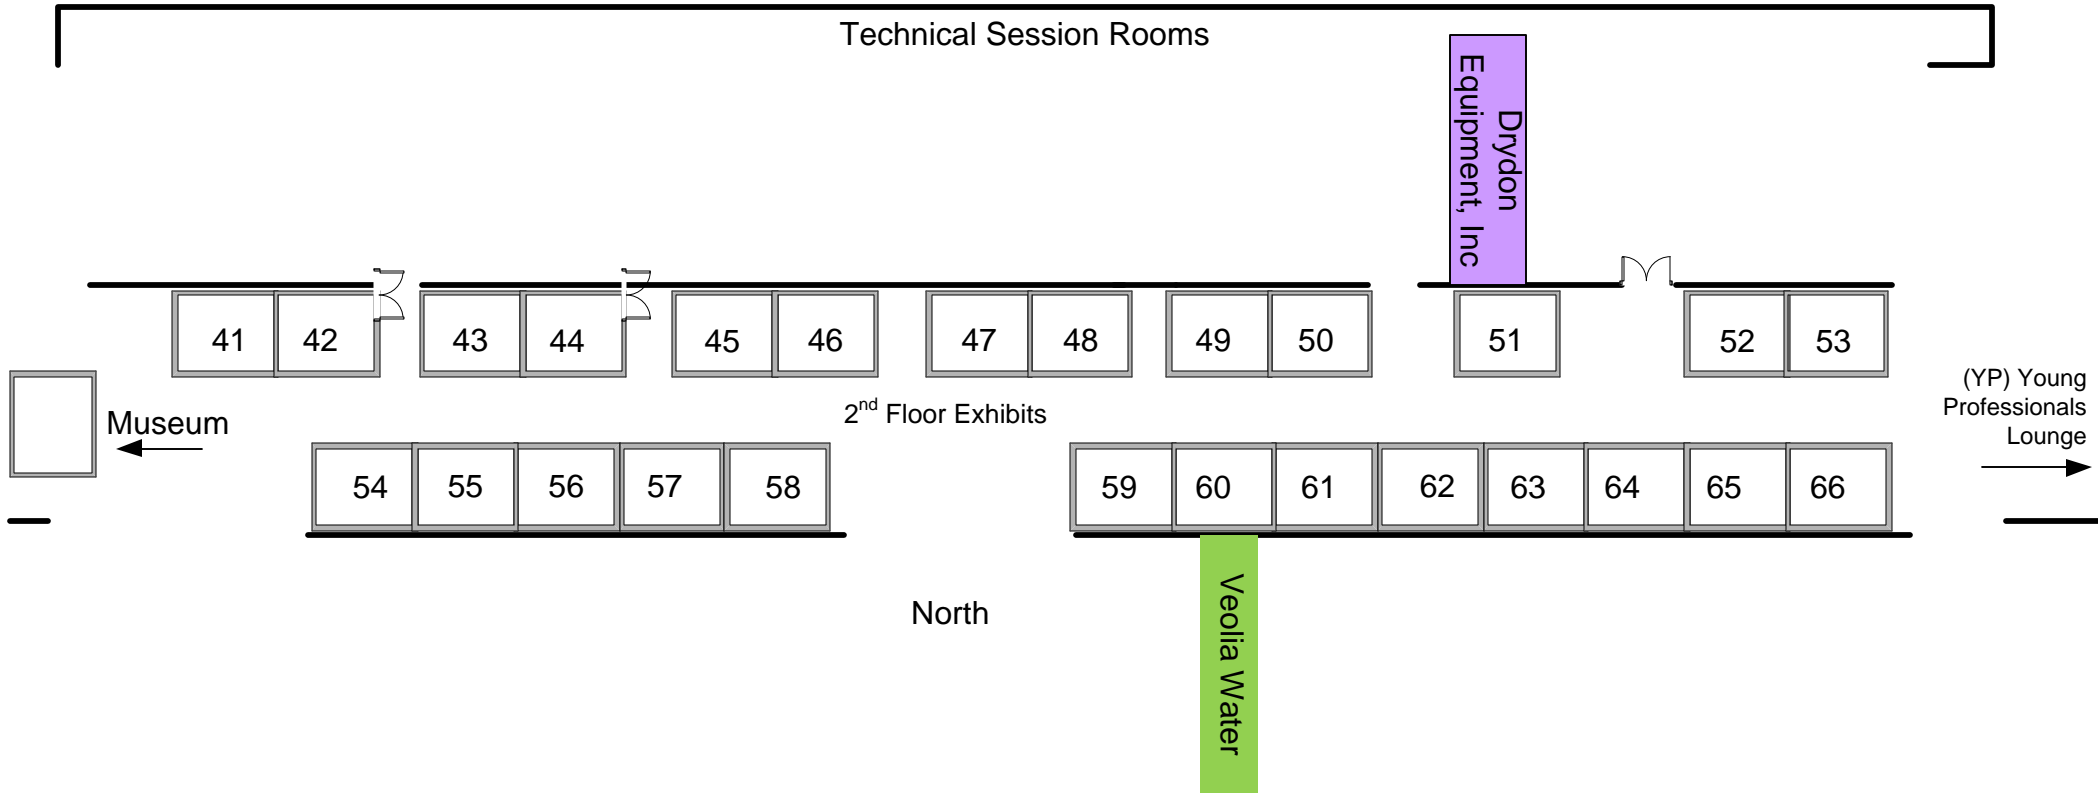 Technical Session Rooms
Drydon
Equipment, Inc
41 42 43 44 45 46 47 48 49 50 51 52 53
(YP) Young
Professionals
Lounge
Museum
2nd Floor Exhibits
54 55 56 57 58 59 60 61 62 63 64 65 66
North
Veolia Water